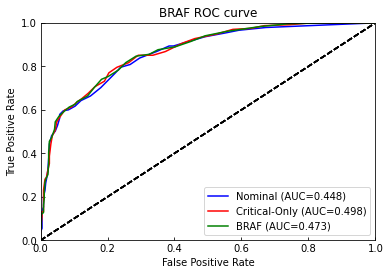 BRAF ROC curve
True Positive Rate
1.0
0.8
0.6
0.4
0.2
0.0
Nominal (AUC=0.448)
Critical-Only (AUC=0.498)
BRAF (AUC=0.473)
0.0 0.2 0.4 0.6 0.8 1.0
False Positive Rate